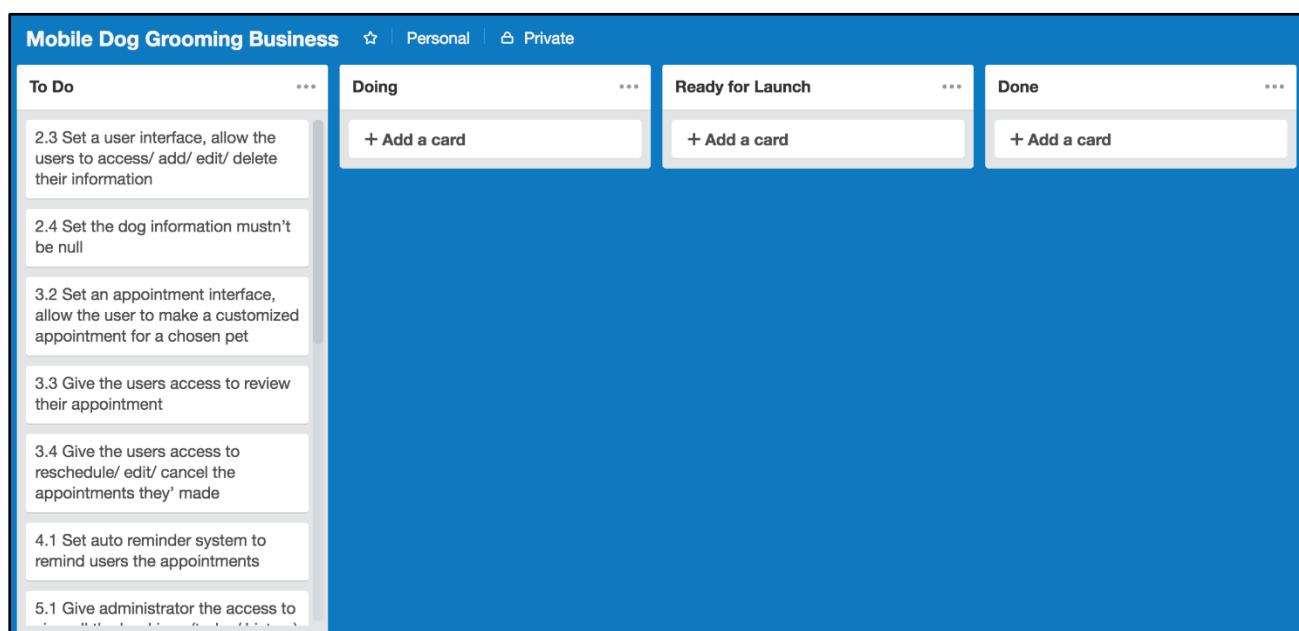 Mobile Dog Grooming Business Personal Private
To Do
2.3 Set a user interface, allow the
users to access/ add/ edit/ delete
their information
2.4 Set the dog information mustn't
be null
3.2 Set an appointment interface,
allow the user to make a customized
appointment for a chosen pet
3.3 Give the users access to review
their appointment
3.4 Give the users access to
reschedule/ edit/ cancel the
appointments they' made
4.1 Set auto reminder system to
remind users the appointments
5.1 Give administrator the access to
Doing
+ Add a card
Ready for Launch
+ Add a card
Done
+ Add a card